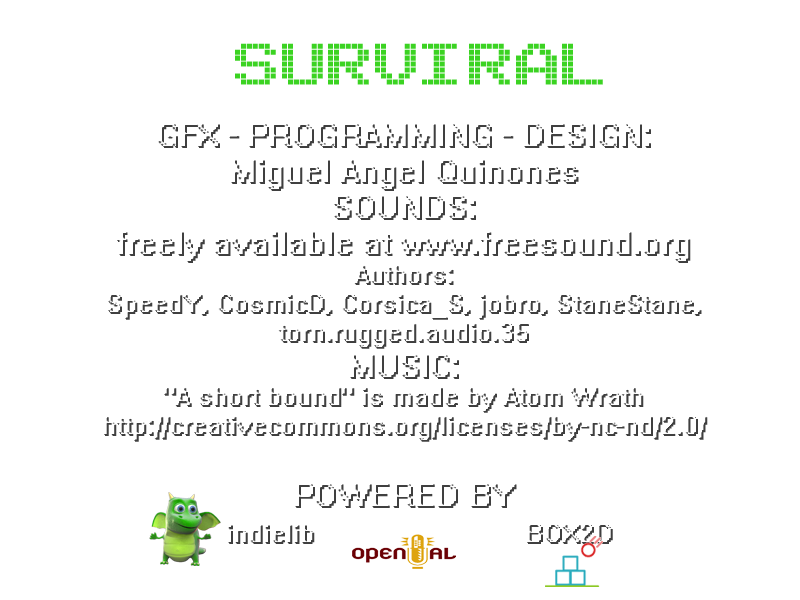 SURVIRAL
GFX - PROGRAMMING - DESIGN:
Miguel Angel Quinones
SOUNDS:
freely available at www.freesound.org
Authors:
SpeedY, CosmicD, Corsica_S, jobro, StaneStane,
torn.rugged.audio.35
MUSIC:
"A short bound" is made by Atom Wrath
http://creativecommons.org/licenses/by-nc-nd/2.0/
POWERED BY
indielib
OPENAL
BOX2D